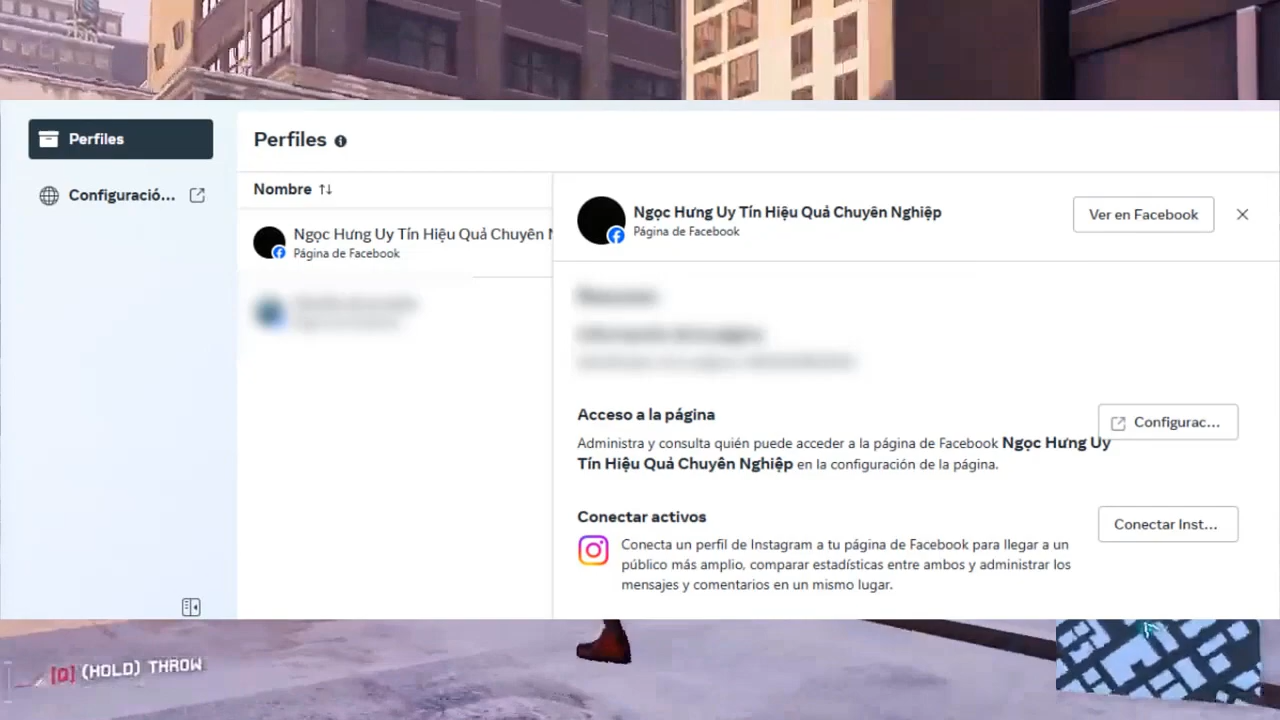 Perfiles
Configuració...
Perfiles
Nombre
Ngọc Hưng Uy Tín Hiệu Quả Chuyên N
Página de Facebook
Ngọc Hưng Uy Tín Hiệu Quả Chuyên Nghiệp
Página de Facebook
Ver en Facebook
Acceso a la página
Administra y consulta quién puede acceder a la página de Facebook Ngọc Hưng Uy
Tín Hiệu Quả Chuyên Nghiệp en la configuración de la página.
Configurac...
Conectar activos
Conecta un perfil de Instagram a tu página de Facebook para llegar a un
público más amplio, comparar estadísticas entre ambos y administrar los
mensajes y comentarios en un mismo lugar.
Conectar Inst...
[Q] (HOLD) THROW